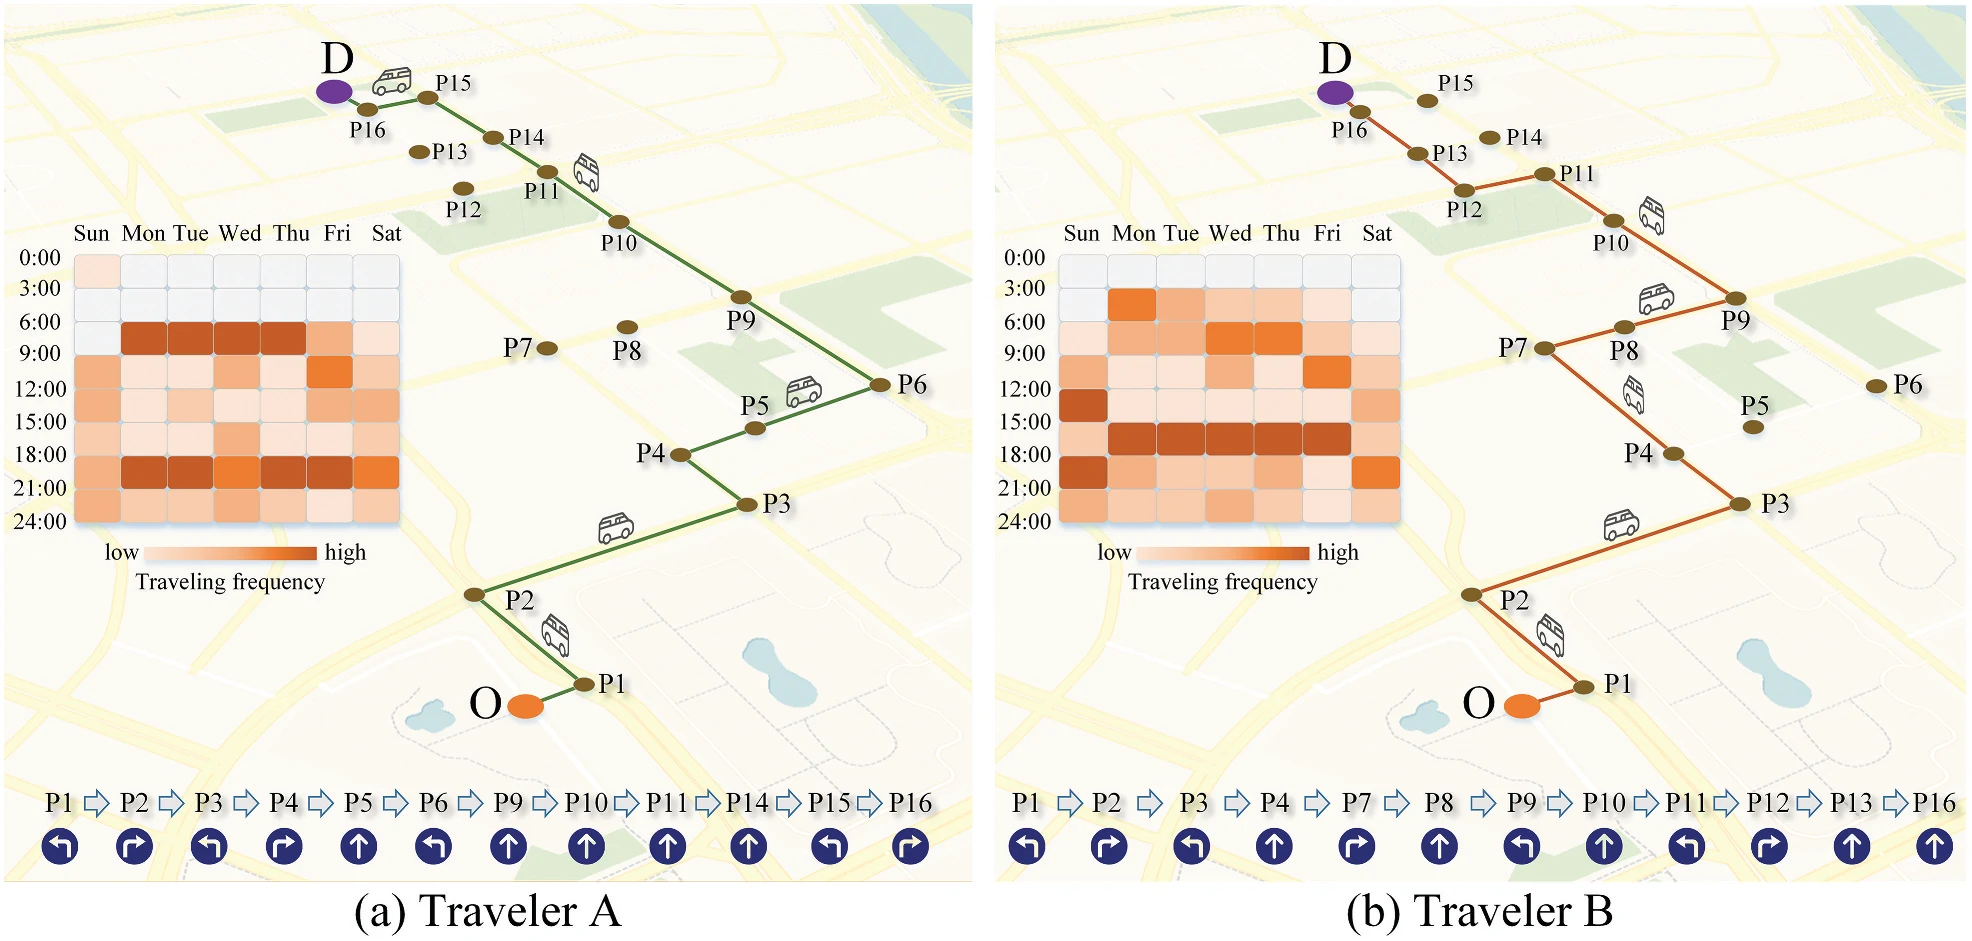 D
P15
P16
P14
P13
P11
P12
P10
Sun Mon Tue Wed Thu Fri Sat
0:00
3:00
6:00
9:00
12:00
15:00
18:00
21:00
24:00
low high
Traveling frequency
P9
P7
P8
P6
P5
P4
P3
P2
P1
O
P1 P2 P3 P4 P5 P6 P9 P10 P11 P14 P15 P16
(a) Traveler A
D
P15
P16
P14
P13
P11
P12
P10
Sun Mon Tue Wed Thu Fri Sat
0:00
3:00
6:00
9:00
12:00
15:00
18:00
21:00
24:00
low high
Traveling frequency
P9
P7
P8
P6
P5
P4
P3
P2
P1
O
P1 P2 P3 P4 P7 P8 P9 P10 P11 P12 P13 P16
(b) Traveler B